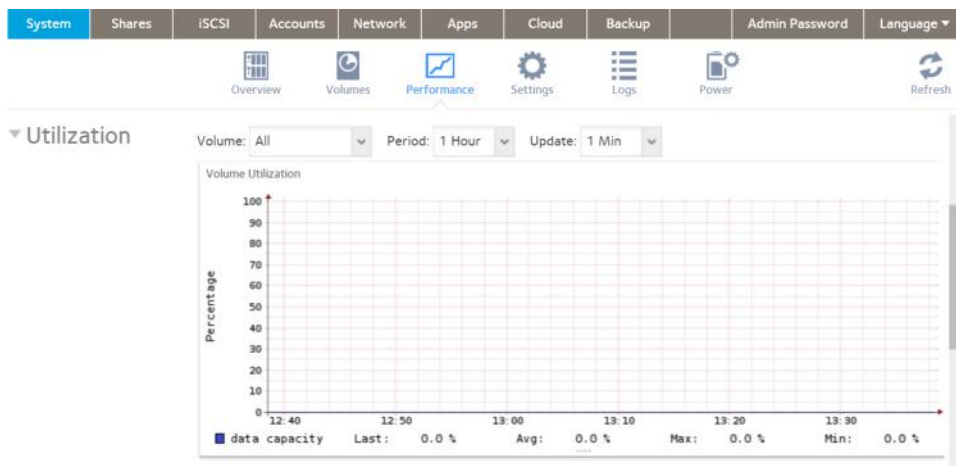 System Shares iSCSI Accounts Network Apps Cloud Backup Admin Password Language
Overview Volumes Performance Settings Logs Power Refresh
Utilization
Volume: All Period: 1 Hour Update: 1 Min
Volume Utilization
100
90
80
70
60
50
40
30
20
10
0
Percentage
12:40 12:50 13:00 13:10 13:20 13:30
data capacity Last: 0.0 % Avg: 0.0 % Max: 0.0 % Min: 0.0 %